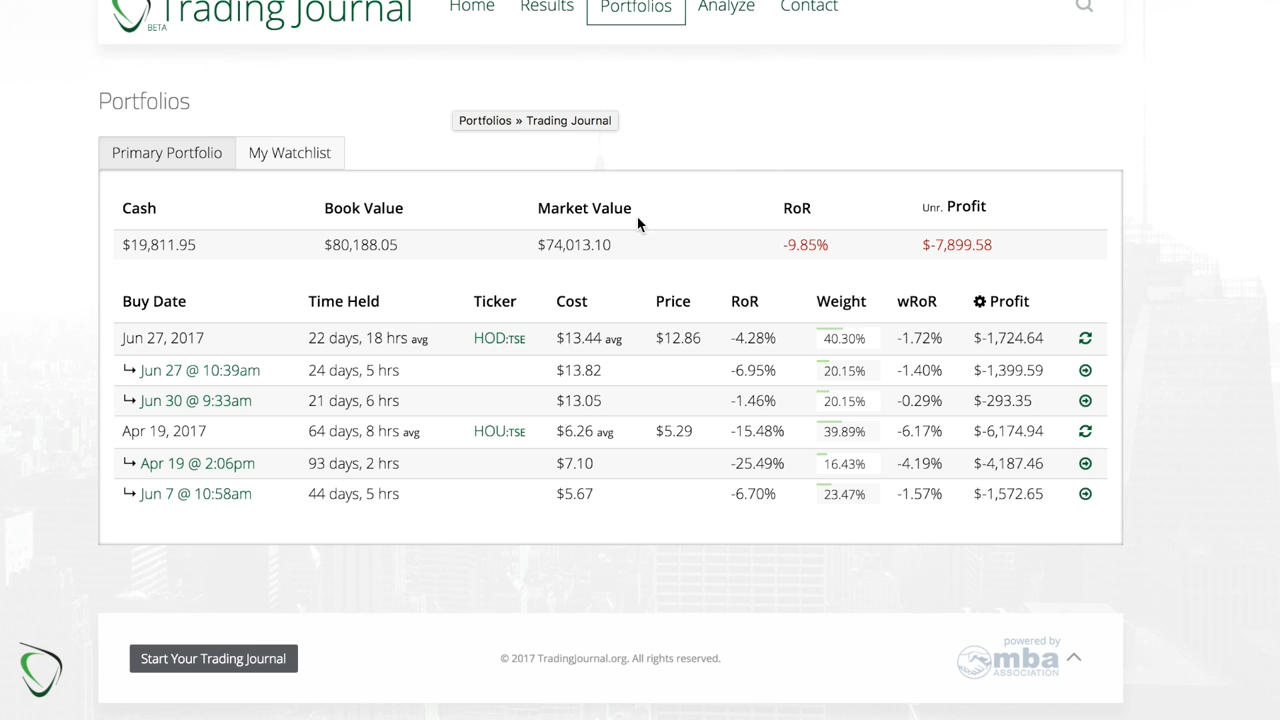 Trading Journal
BETA
Home Results Portfolios Analyze Contact
Portfolios
Portfolios » Trading Journal
Primary Portfolio My Watchlist
Cash Book Value Market Value RoR Unr. Profit
$19,811.95 $80,188.05 $74,013.10 -9.85% $-7,899.58
Buy Date Time Held Ticker Cost Price RoR Weight wRoR Profit
Jun 27, 2017 22 days, 18 hrs avg HOD:TSE $13.44 avg $12.86 -4.28% 40.30% -1.72% $-1,724.64
Jun 27 @ 10:39am 24 days, 5 hrs $13.82 -6.95% 20.15% -1.40% $-1,399.59
Jun 30 @ 9:33am 21 days, 6 hrs $13.05 -1.46% 20.15% -0.29% $-293.35
Apr 19, 2017 64 days, 8 hrs avg HOU:TSE $6.26 avg $5.29 -15.48% 39.89% -6.17% $-6,174.94
Apr 19 @ 2:06pm 93 days, 2 hrs $7.10 -25.49% 16.43% -4.19% $-4,187.46
Jun 7 @ 10:58am 44 days, 5 hrs $5.67 -6.70% 23.47% -1.57% $-1,572.65
Start Your Trading Journal
© 2017 TradingJournal.org. All rights reserved.
powered by
mba
ASSOCIATION